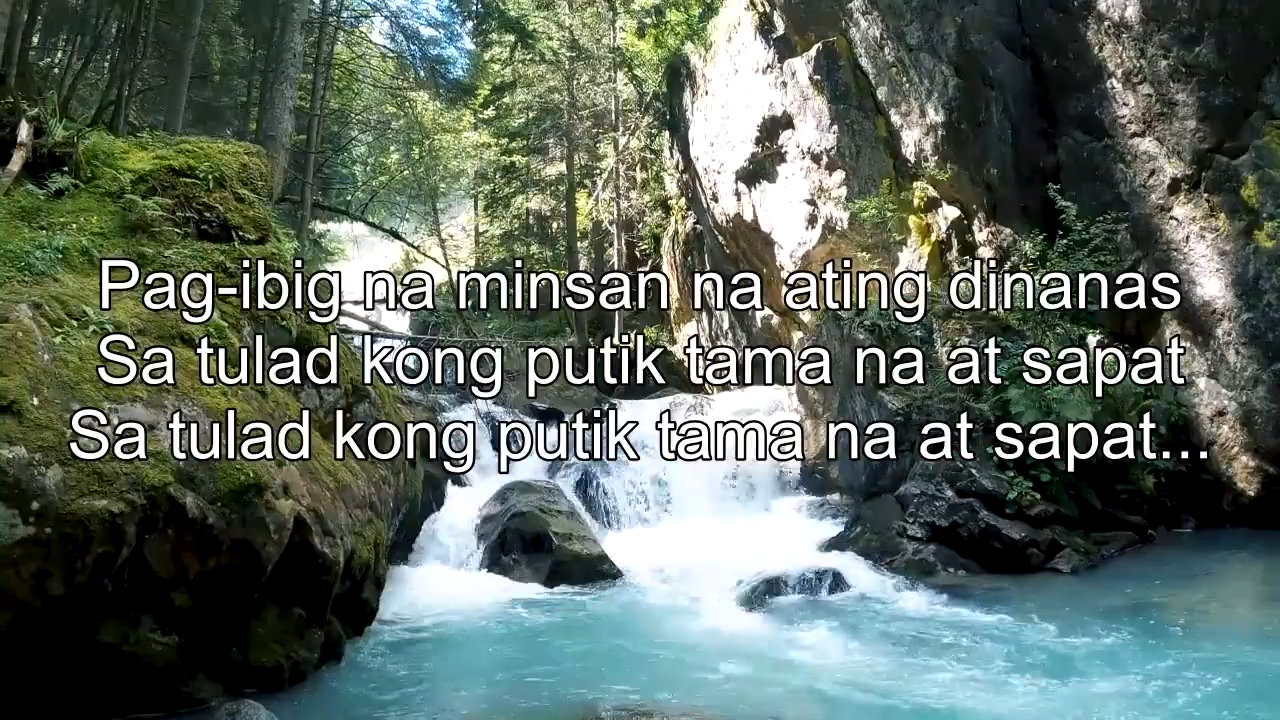 Pag-ibig na minsan na ating dinanas
Sa tulad kong putik tama na at sapat
Sa tulad kong putik tama na at sapat...